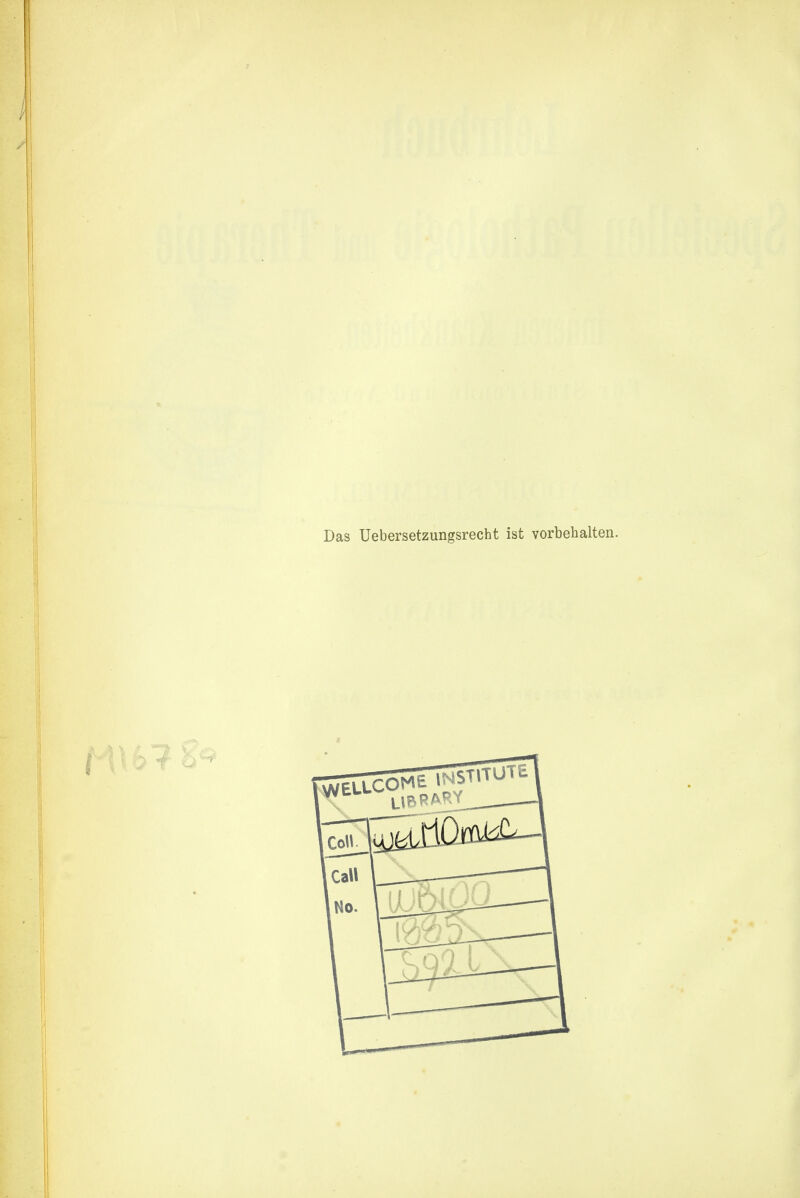 Das Uebersetzungsrecht ist vorbehalten.
M16789
WELLCOME INSTITUTE
LIBRARY
Coll. welMOmec
Call
No.
WB100
1885
S92L